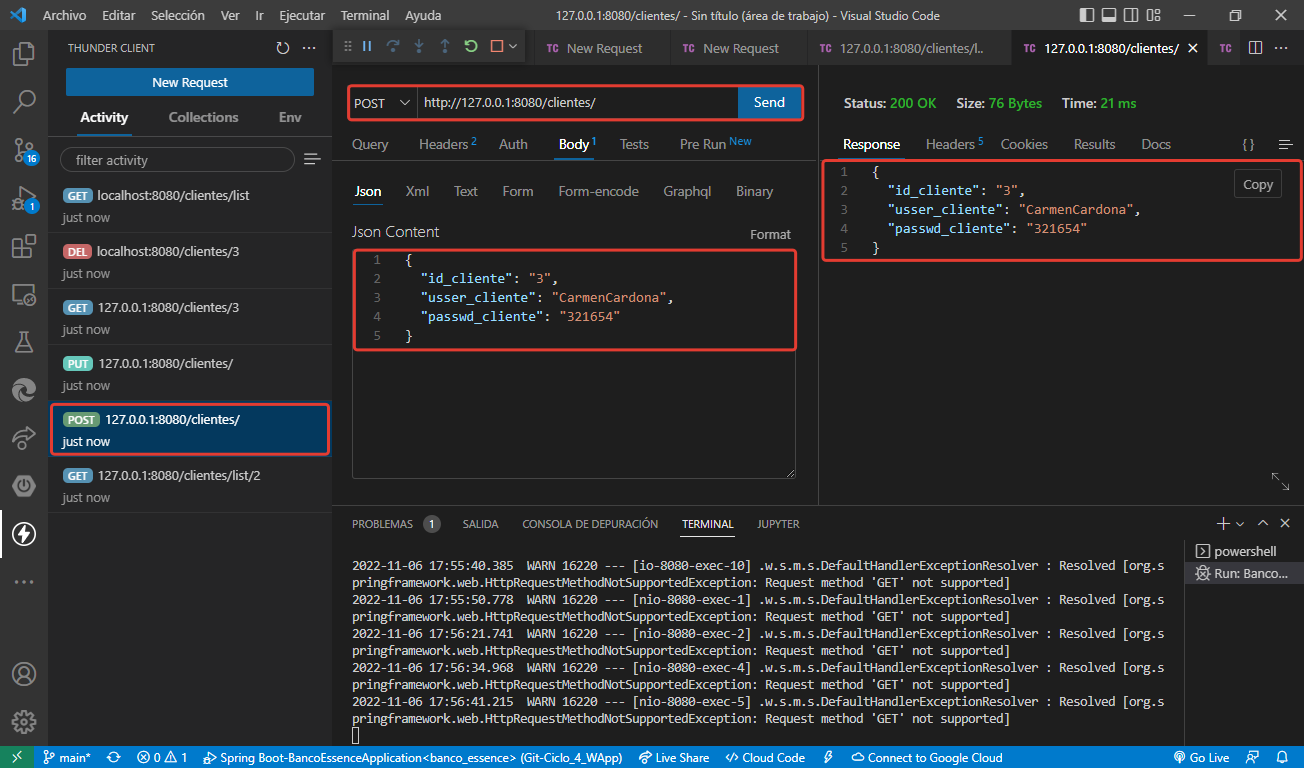 Archivo Editar Selección Ver Ir Ejecutar Terminal Ayuda 127.0.0.1:8080/clientes/ - Sin título (área de trabajo) - Visual Studio Code
THUNDER CLIENT
New Request
Activity Collections Env
filter activity
GET localhost:8080/clientes/list
just now
DEL localhost:8080/clientes/3
just now
GET 127.0.0.1:8080/clientes/3
just now
PUT 127.0.0.1:8080/clientes/
just now
POST 127.0.0.1:8080/clientes/
just now
GET 127.0.0.1:8080/clientes/list/2
just now
16
1
TC New Request TC New Request TC 127.0.0.1:8080/clientes/l.. TC 127.0.0.1:8080/clientes/ TC
POST http://127.0.0.1:8080/clientes/ Send
Query Headers 2 Auth Body 1 Tests Pre Run New
Json Xml Text Form Form-encode Graphql Binary
Json Content Format
1 {
2 "id_cliente": "3",
3 "usser_cliente": "CarmenCardona",
4 "passwd_cliente": "321654"
5 }
Status: 200 OK Size: 76 Bytes Time: 21 ms
Response Headers 5 Cookies Results Docs {}
Copy
1 {
2 "id_cliente": "3",
3 "usser_cliente": "CarmenCardona",
4 "passwd_cliente": "321654"
5 }
PROBLEMAS 1 SALIDA CONSOLA DE DEPURACIÓN TERMINAL JUPYTER
2022-11-06 17:55:40.385 WARN 16220 --- [io-8080-exec-10] .w.s.m.s.DefaultHandlerExceptionResolver : Resolved [org.s
pringframework.web.HttpRequestMethodNotSupportedException: Request method 'GET' not supported]
2022-11-06 17:55:50.778 WARN 16220 --- [nio-8080-exec-1] .w.s.m.s.DefaultHandlerExceptionResolver : Resolved [org.s
pringframework.web.HttpRequestMethodNotSupportedException: Request method 'GET' not supported]
2022-11-06 17:56:21.741 WARN 16220 --- [nio-8080-exec-2] .w.s.m.s.DefaultHandlerExceptionResolver : Resolved [org.s
pringframework.web.HttpRequestMethodNotSupportedException: Request method 'GET' not supported]
2022-11-06 17:56:34.968 WARN 16220 --- [nio-8080-exec-4] .w.s.m.s.DefaultHandlerExceptionResolver : Resolved [org.s
pringframework.web.HttpRequestMethodNotSupportedException: Request method 'GET' not supported]
2022-11-06 17:56:41.215 WARN 16220 --- [nio-8080-exec-5] .w.s.m.s.DefaultHandlerExceptionResolver : Resolved [org.s
pringframework.web.HttpRequestMethodNotSupportedException: Request method 'GET' not supported]
powershell
Run: Banco...
main* 0 1 Spring Boot-BancoEssenceApplication<banco_essence> (Git-Ciclo_4_WApp) Live Share Cloud Code Connect to Google Cloud Go Live